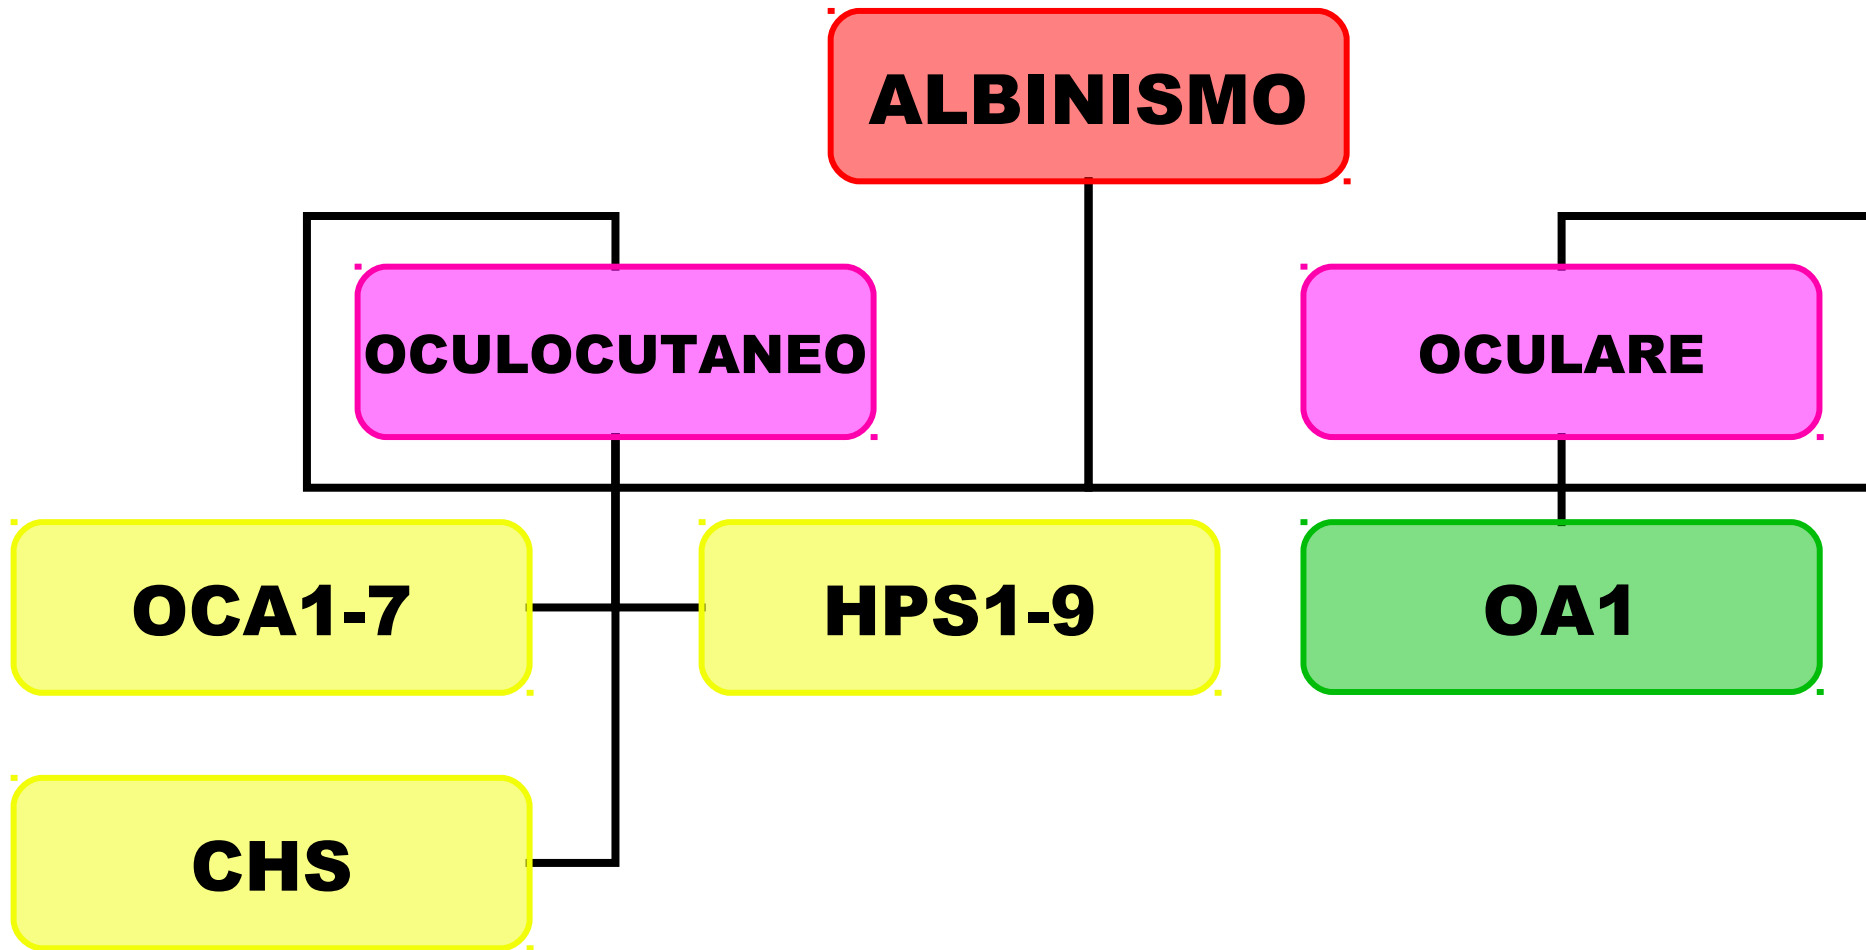 ALBINISMO
OCULOCUTANEO
OCULARE
OCA1-7
HPS1-9
OA1
CHS